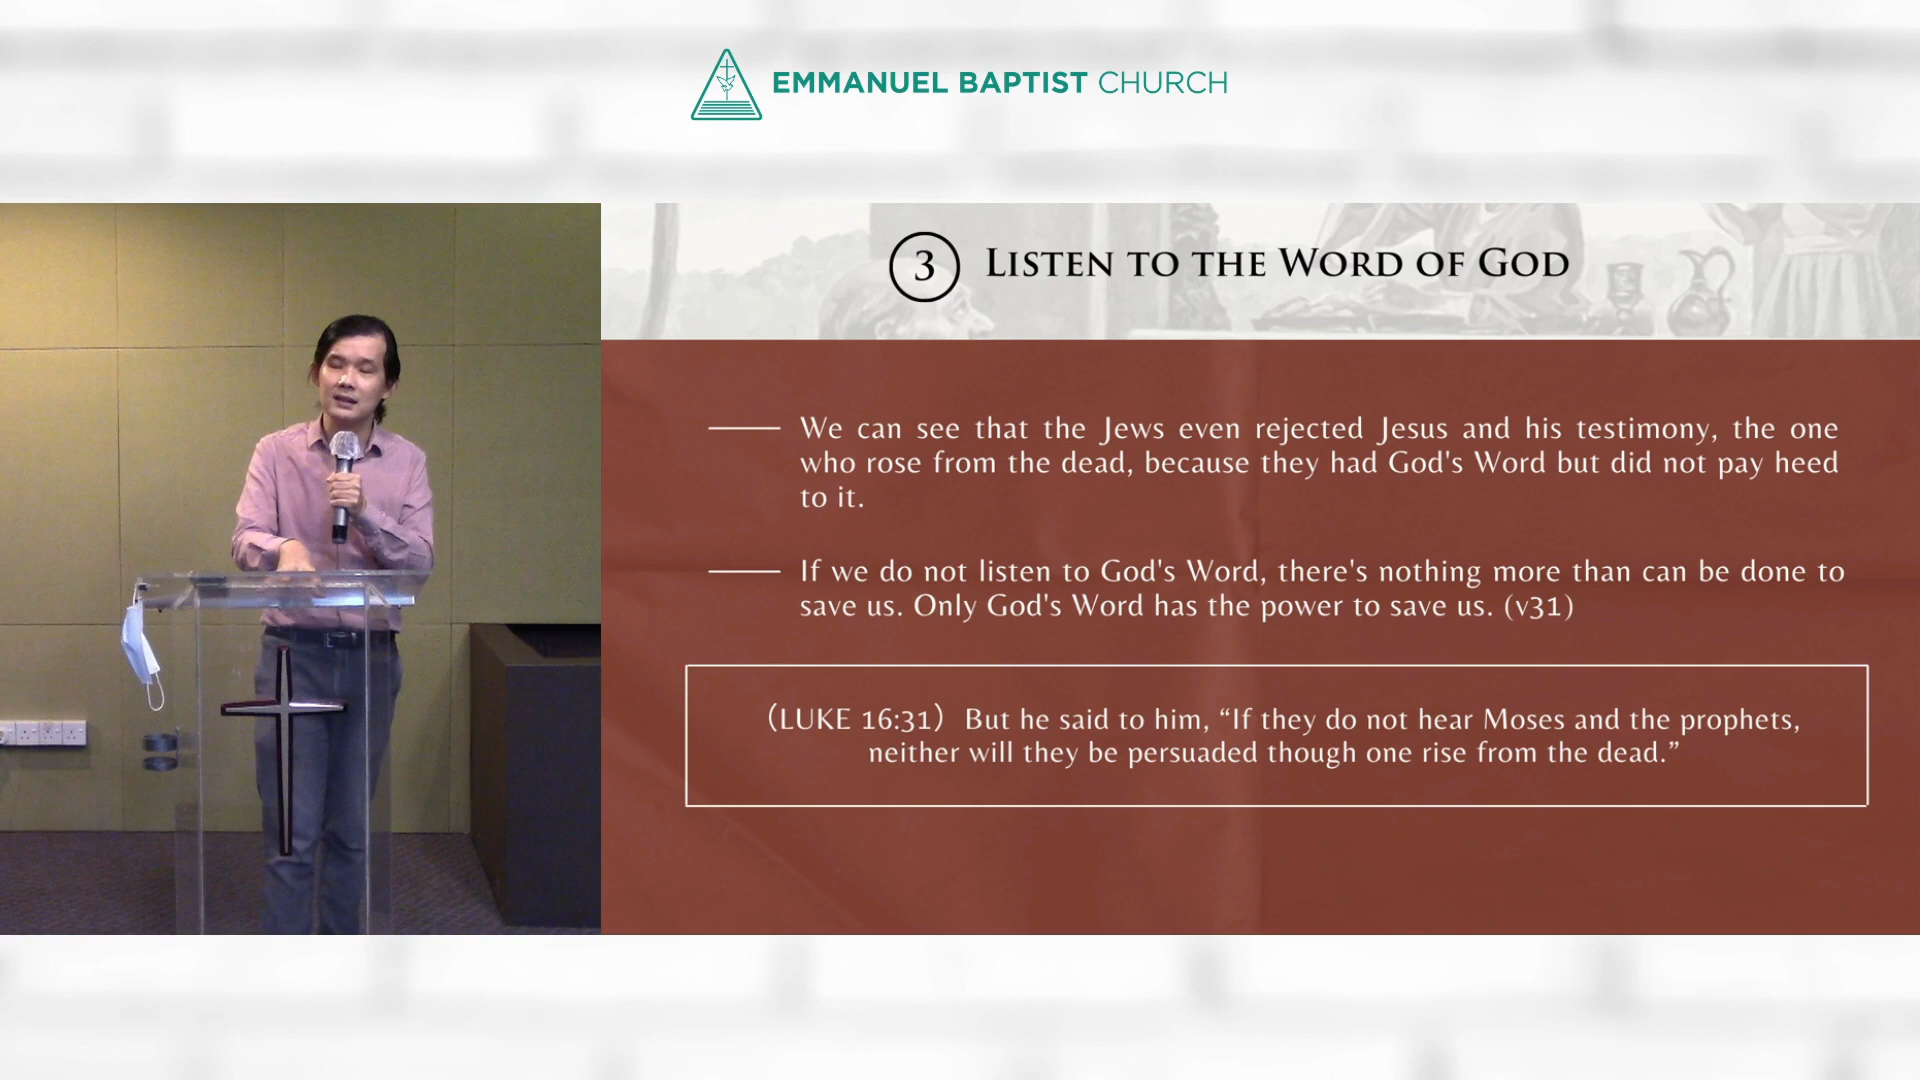 EMMANUEL BAPTIST CHURCH
3 LISTEN TO THE WORD OF GOD
We can see that the Jews even rejected Jesus and his testimony, the one
who rose from the dead, because they had God's Word but did not pay heed
to it.
If we do not listen to God's Word, there's nothing more than can be done to
save us. Only God's Word has the power to save us. (v31)
(LUKE 16:31) But he said to him, “If they do not hear Moses and the prophets,
neither will they be persuaded though one rise from the dead.”